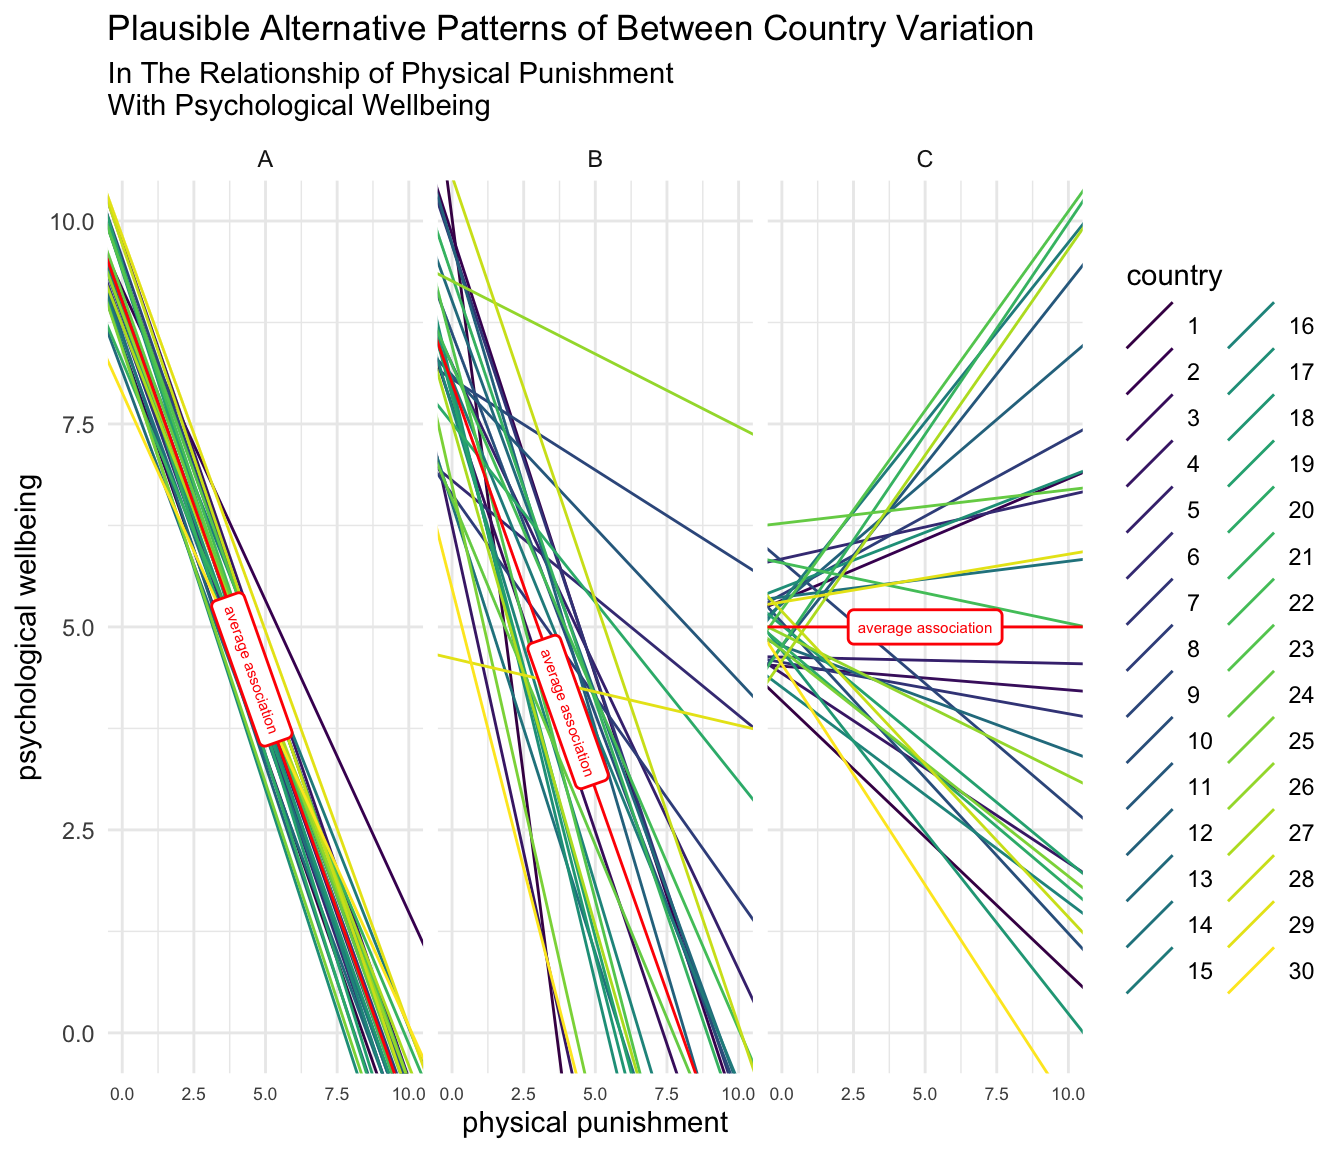 Plausible Alternative Patterns of Between Country Variation
In The Relationship of Physical Punishment
With Psychological Wellbeing
A
B
C
10.0
7.5
5.0
2.5
0.0
psychological wellbeing
average association
average association
average association
0.0 2.5 5.0 7.5 10.0
0.0 2.5 5.0 7.5 10.0
0.0 2.5 5.0 7.5 10.0
physical punishment
country
1 16
2 17
3 18
4 19
5 20
6 21
7 22
8 23
9 24
10 25
11 26
12 27
13 28
14 29
15 30